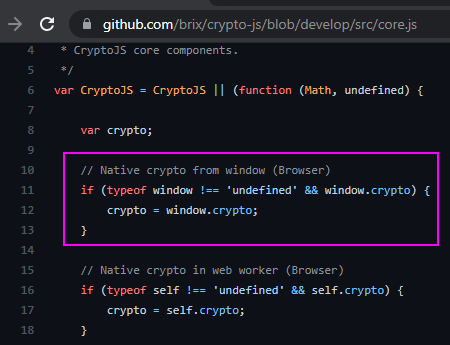 github.com/brix/crypto-js/blob/develop/src/core.js
4 * CryptoJS core components.
5 */
6 var CryptoJS = CryptoJS || (function (Math, undefined) {
7
8 var crypto;
9
10 // Native crypto from window (Browser)
11 if (typeof window !== 'undefined' && window.crypto) {
12 crypto = window.crypto;
13 }
14
15 // Native crypto in web worker (Browser)
16 if (typeof self !== 'undefined' && self.crypto) {
17 crypto = self.crypto;
18 }